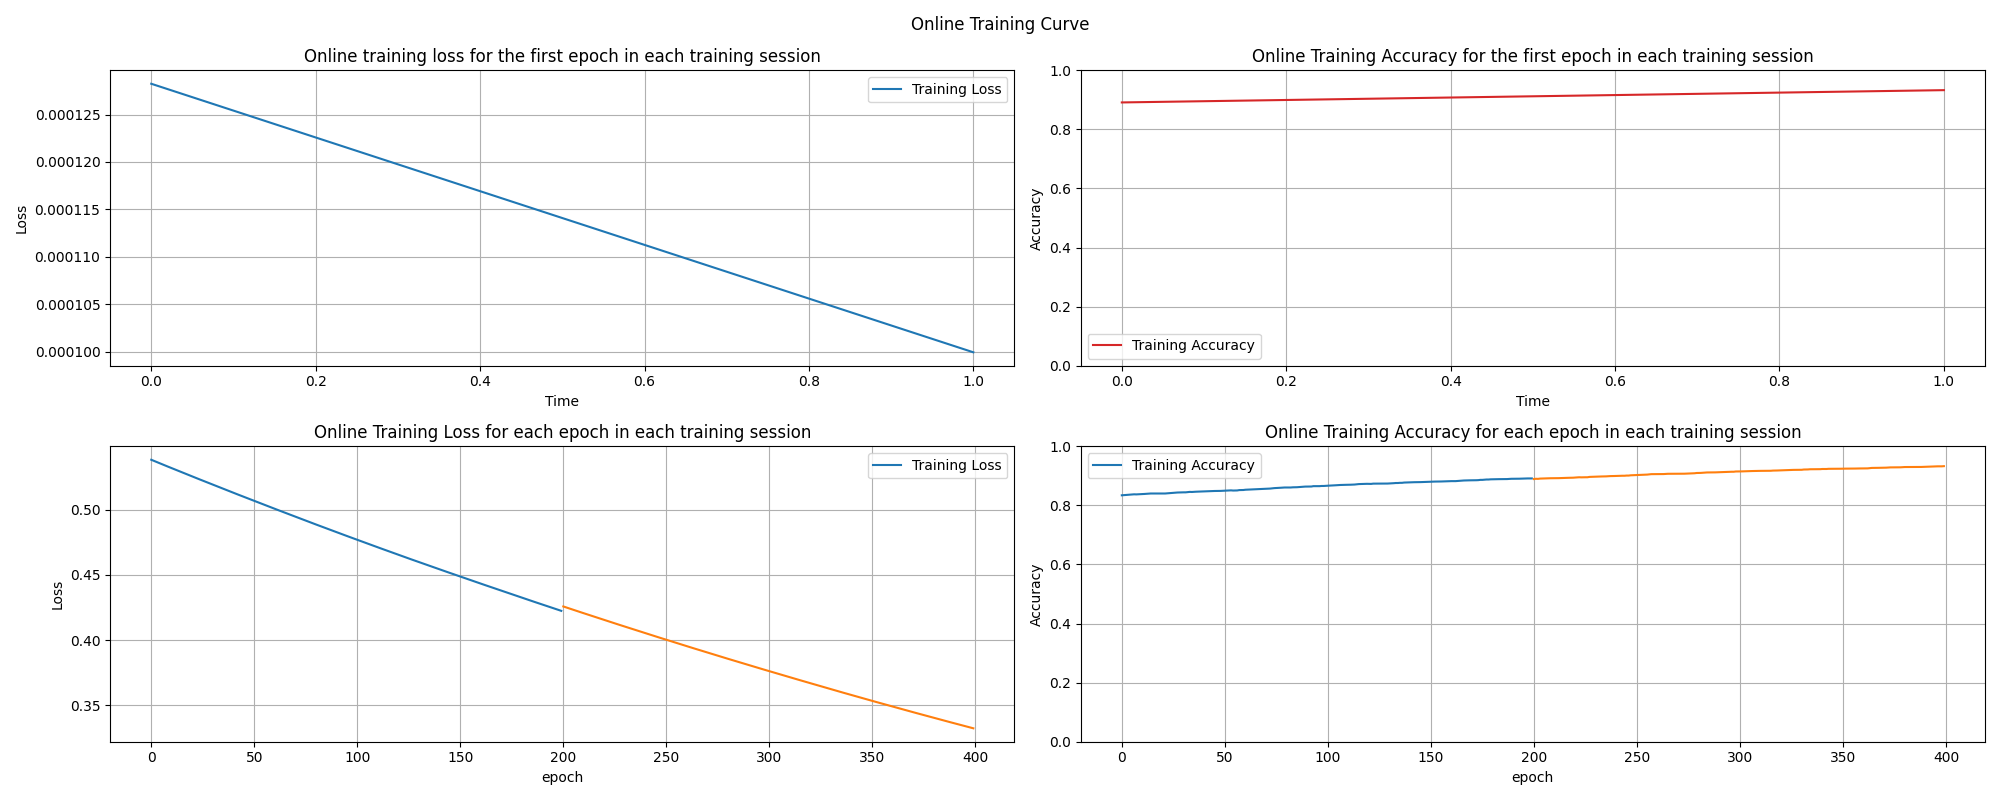 Online Training Curve
Online training loss for the first epoch in each training session
Training Loss
0.000125
0.000120
0.000115
0.000110
0.000105
0.000100
Loss
0.0 0.2 0.4 0.6 0.8 1.0
Time
Online Training Accuracy for the first epoch in each training session
1.0
0.8
0.6
0.4
0.2
0.0
Accuracy
Training Accuracy
0.0 0.2 0.4 0.6 0.8 1.0
Time
Online Training Loss for each epoch in each training session
Training Loss
0.50
0.45
0.40
0.35
Loss
0 50 100 150 200 250 300 350 400
epoch
Online Training Accuracy for each epoch in each training session
Training Accuracy
1.0
0.8
0.6
0.4
0.2
0.0
Accuracy
0 50 100 150 200 250 300 350 400
epoch